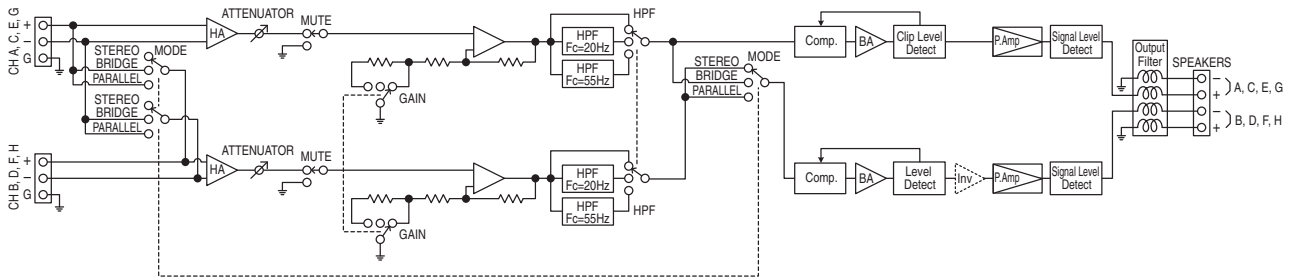 CH A, C, E, G
+
−
G
HA
ATTENUATOR
MUTE
STEREO
MODE
BRIDGE
PARALLEL
STEREO
BRIDGE
PARALLEL
GAIN
HPF
HPF
Fc=20Hz
HPF
Fc=55Hz
STEREO
MODE
BRIDGE
PARALLEL
Comp.
BA
Clip Level
Detect
P.Amp
Signal Level
Detect
Output
Filter
SPEAKERS
−
+
A, C, E, G
−
+
B, D, F, H
CH B, D, F, H
+
−
G
HA
ATTENUATOR
MUTE
GAIN
HPF
Fc=20Hz
HPF
Fc=55Hz
HPF
Comp.
BA
Level
Detect
Inv
P.Amp
Signal Level
Detect